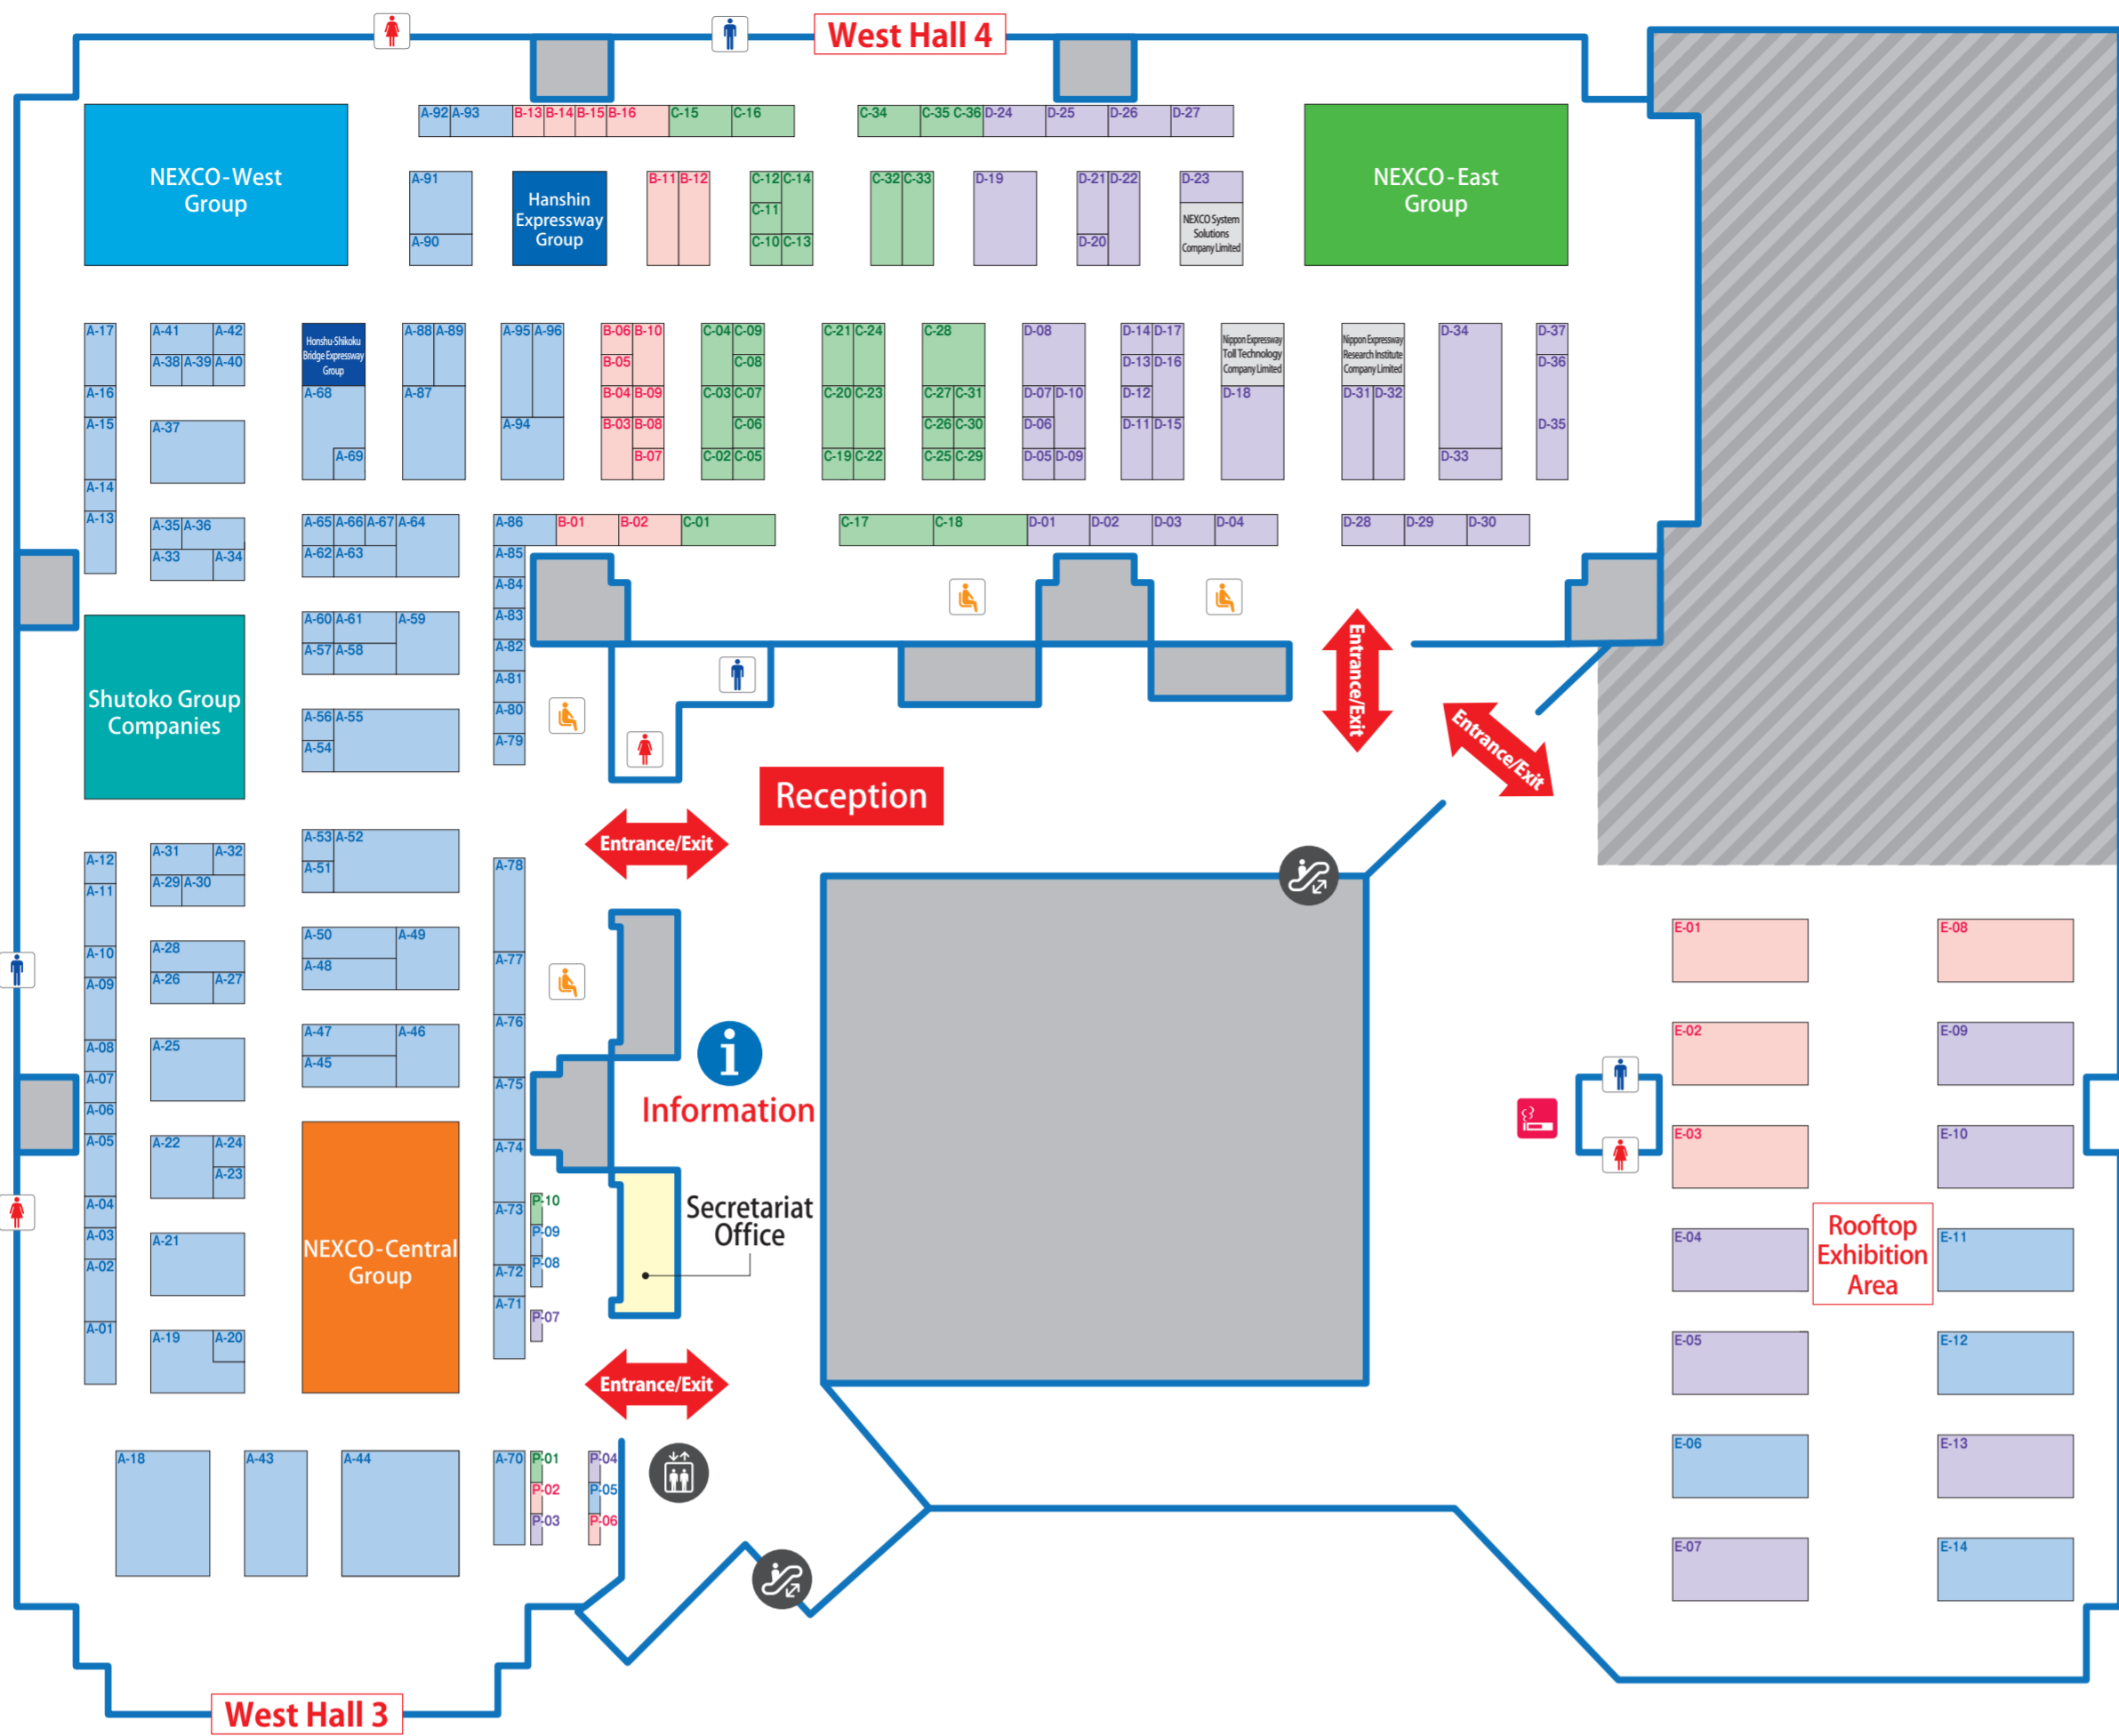 West Hall 4
A-92 A-93 B-13 B-14 B-15 B-16 C-15 C-16 C-34 C-35 C-36 D-24 D-25 D-26 D-27
NEXCO-West
Group
A-91
A-90
Hanshin
Expressway
Group
B-11 B-12
C-12 C-14
C-11
C-10 C-13
C-32 C-33
D-19
D-21 D-22
D-20
D-23
NEXCO System
Solutions
Company Limited
NEXCO-East
Group
A-17
A-16
A-15
A-14
A-13
A-41 A-42
A-38 A-39 A-40
A-37
A-35 A-36
A-33 A-34
Honshu-Shikoku
Bridge Expressway
Group
A-68
A-69
A-88 A-89
A-87
A-95 A-96
A-94
B-06 B-10
B-05
B-04 B-09
B-03 B-08
B-07
C-04 C-09
C-08
C-03 C-07
C-06
C-02 C-05
C-21 C-24
C-20 C-23
C-19 C-22
C-28
C-27 C-31
C-26 C-30
C-25 C-29
D-08
D-07 D-10
D-06
D-05 D-09
D-14 D-17
D-13 D-16
D-12
D-11 D-15
Nippon Expressway
Toll Technology
Company Limited
D-18
Nippon Expressway
Research Institute
Company Limited
D-31 D-32
D-34
D-33
D-37
D-36
D-35
A-65 A-66 A-67 A-64
A-62 A-63
A-86 B-01 B-02 C-01
C-17 C-18 D-01 D-02 D-03 D-04
D-28 D-29 D-30
A-85
A-84
A-83
A-82
A-81
A-80
A-79
A-60 A-61 A-59
A-57 A-58
A-56 A-55
A-54
Shutoko Group
Companies
Entrance/Exit
Entrance/Exit
Reception
Entrance/Exit
A-12
A-11
A-10
A-09
A-08
A-07
A-06
A-05
A-04
A-03
A-02
A-01
A-31 A-32
A-29 A-30
A-28
A-26 A-27
A-25
A-22 A-24
A-23
A-21
A-19 A-20
A-53 A-52
A-51
A-50 A-49
A-48
A-47 A-46
A-45
NEXCO-Central
Group
A-78
A-77
A-76
A-75
A-74
A-73
A-72
A-71
P-10
P-09
P-08
P-07
i
Information
Secretariat
Office
Entrance/Exit
A-18
A-43
A-44
A-70
P-01
P-02
P-03
P-04
P-05
P-06
E-01 E-08
E-02 E-09
E-03 E-10
E-04
Rooftop
Exhibition
Area
E-11
E-05 E-12
E-06 E-13
E-07 E-14
West Hall 3